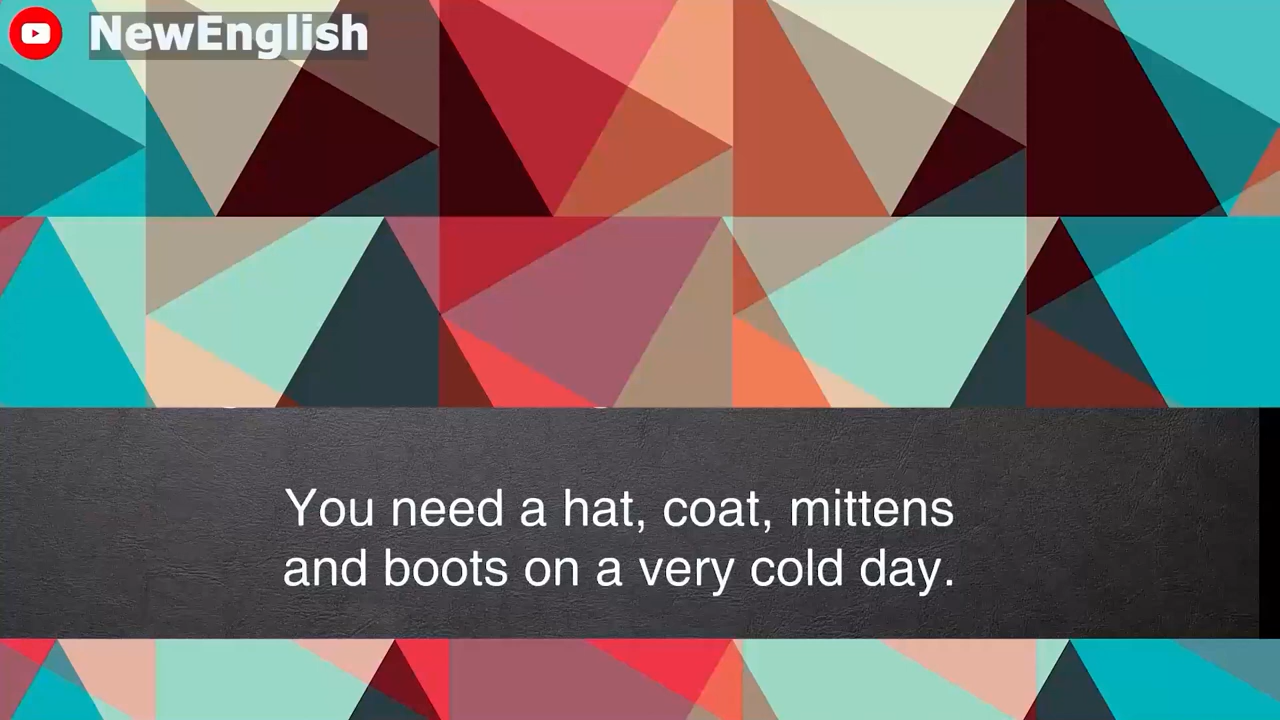 NewEnglish
You need a hat, coat, mittens
and boots on a very cold day.